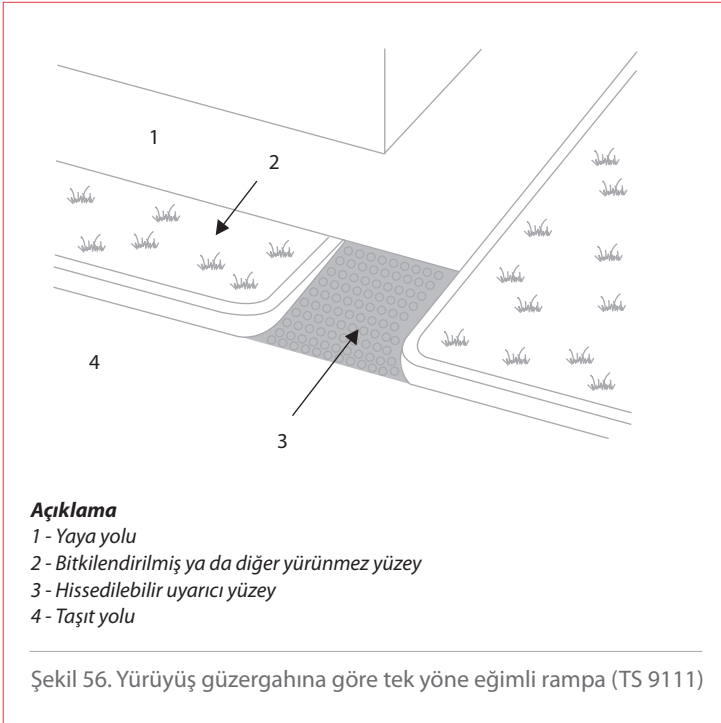 1
2
3
4
Açıklama
1 - Yaya yolu
2 - Bitkilendirilmiş ya da diğer yürünmez yüzey
3 - Hissedilebilir uyarıcı yüzey
4 - Taşıt yolu
Şekil 56. Yürüyüş güzergahına göre tek yöne eğimli rampa (TS 9111)